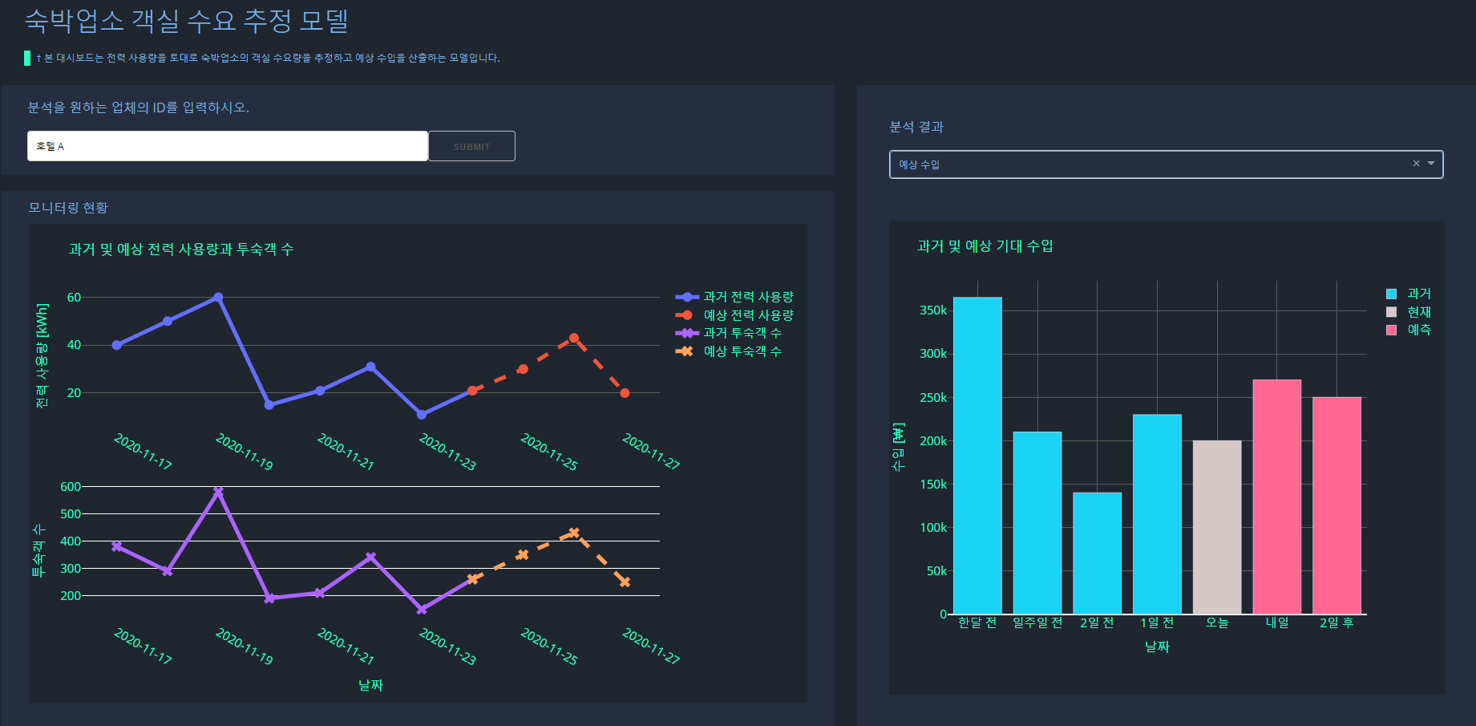 숙박업소 객실 수요 추정 모델
† 본 대시보드는 전력 사용량을 토대로 숙박업소의 객실 수요량을 추정하고 예상 수입을 산출하는 모델입니다.
분석을 원하는 업체의 ID를 입력하시오.
호텔 A
SUBMIT
모니터링 현황
과거 및 예상 전력 사용량과 투숙객 수
전력 사용량 [kWh]
60
40
20
2020-11-17
2020-11-19
2020-11-21
2020-11-23
2020-11-25
2020-11-27
과거 전력 사용량
예상 전력 사용량
과거 투숙객 수
예상 투숙객 수
투숙객 수
600
500
400
300
200
2020-11-17
2020-11-19
2020-11-21
2020-11-23
2020-11-25
2020-11-27
날짜
분석 결과
예상 수입
과거 및 예상 기대 수입
수입 [₩]
350k
300k
250k
200k
150k
100k
50k
0
한달 전
일주일 전
2일 전
1일 전
오늘
내일
2일 후
날짜
과거
현재
예측